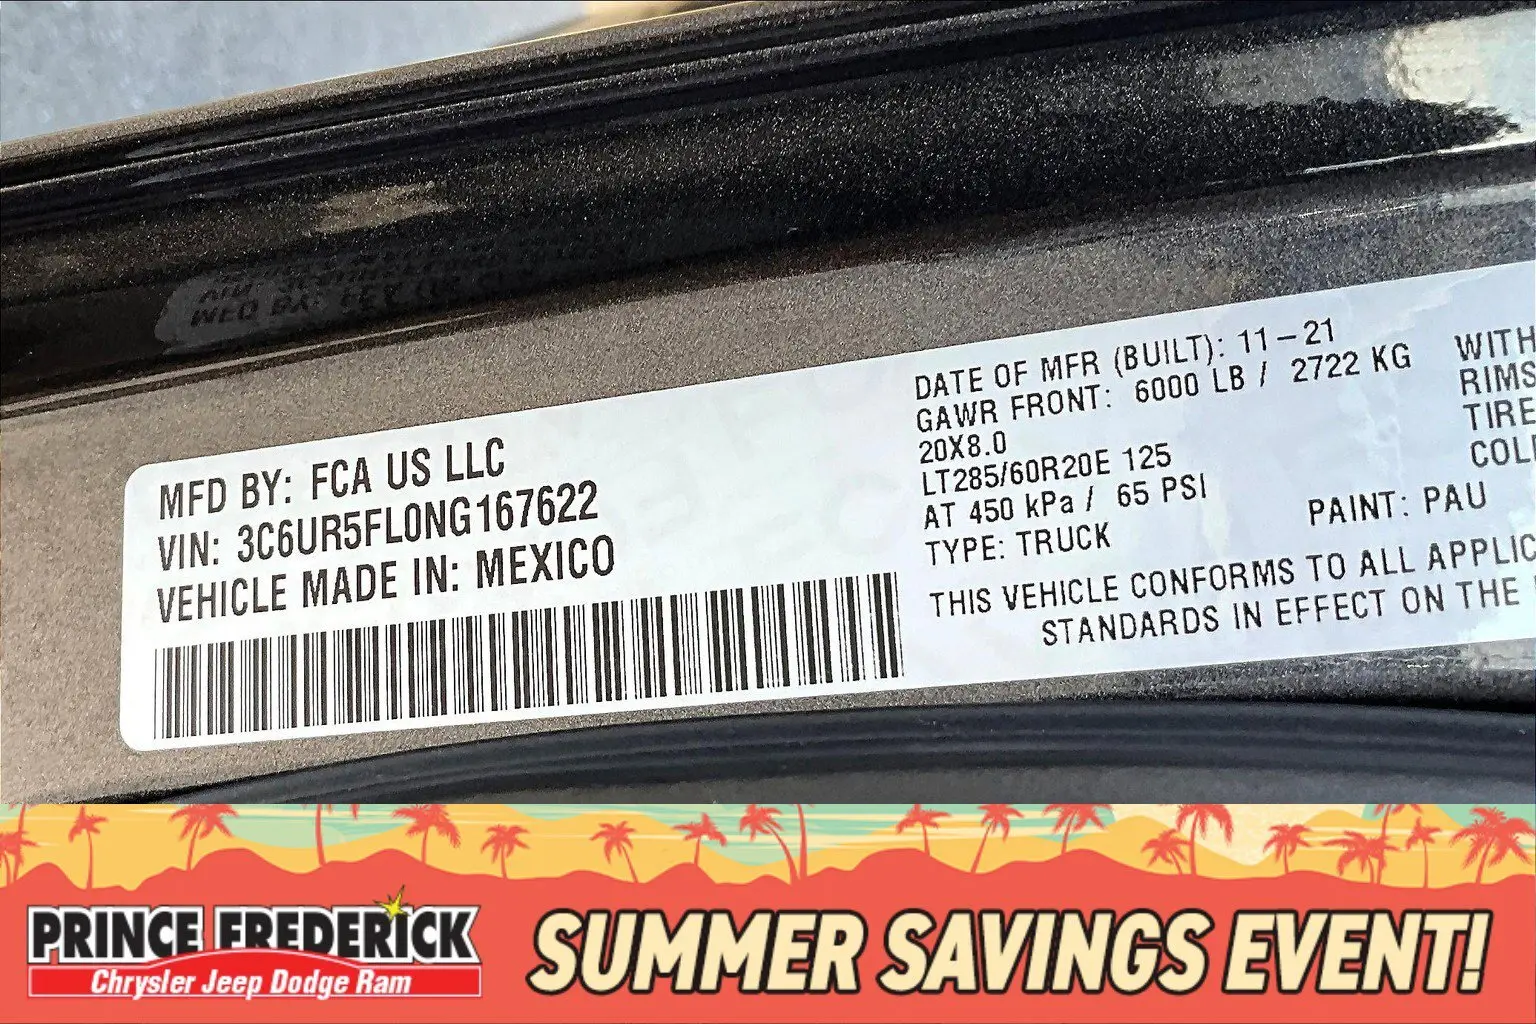 MFD BY: FCA US LLC
VIN: 3C6UR5FL0NG167622
VEHICLE MADE IN: MEXICO
DATE OF MFR (BUILT): 11-21
GAWR FRONT: 6000 LB / 2722 KG
20X8.0
LT285/60R20E 125
AT 450 kPa / 65 PSI
TYPE: TRUCK
PAINT: PAU
THIS VEHICLE CONFORMS TO ALL APPLIC
STANDARDS IN EFFECT ON THE
WITH
RIMS
TIRE
COL
PRINCE FREDERICK
Chrysler Jeep Dodge Ram
SUMMER SAVINGS EVENT!